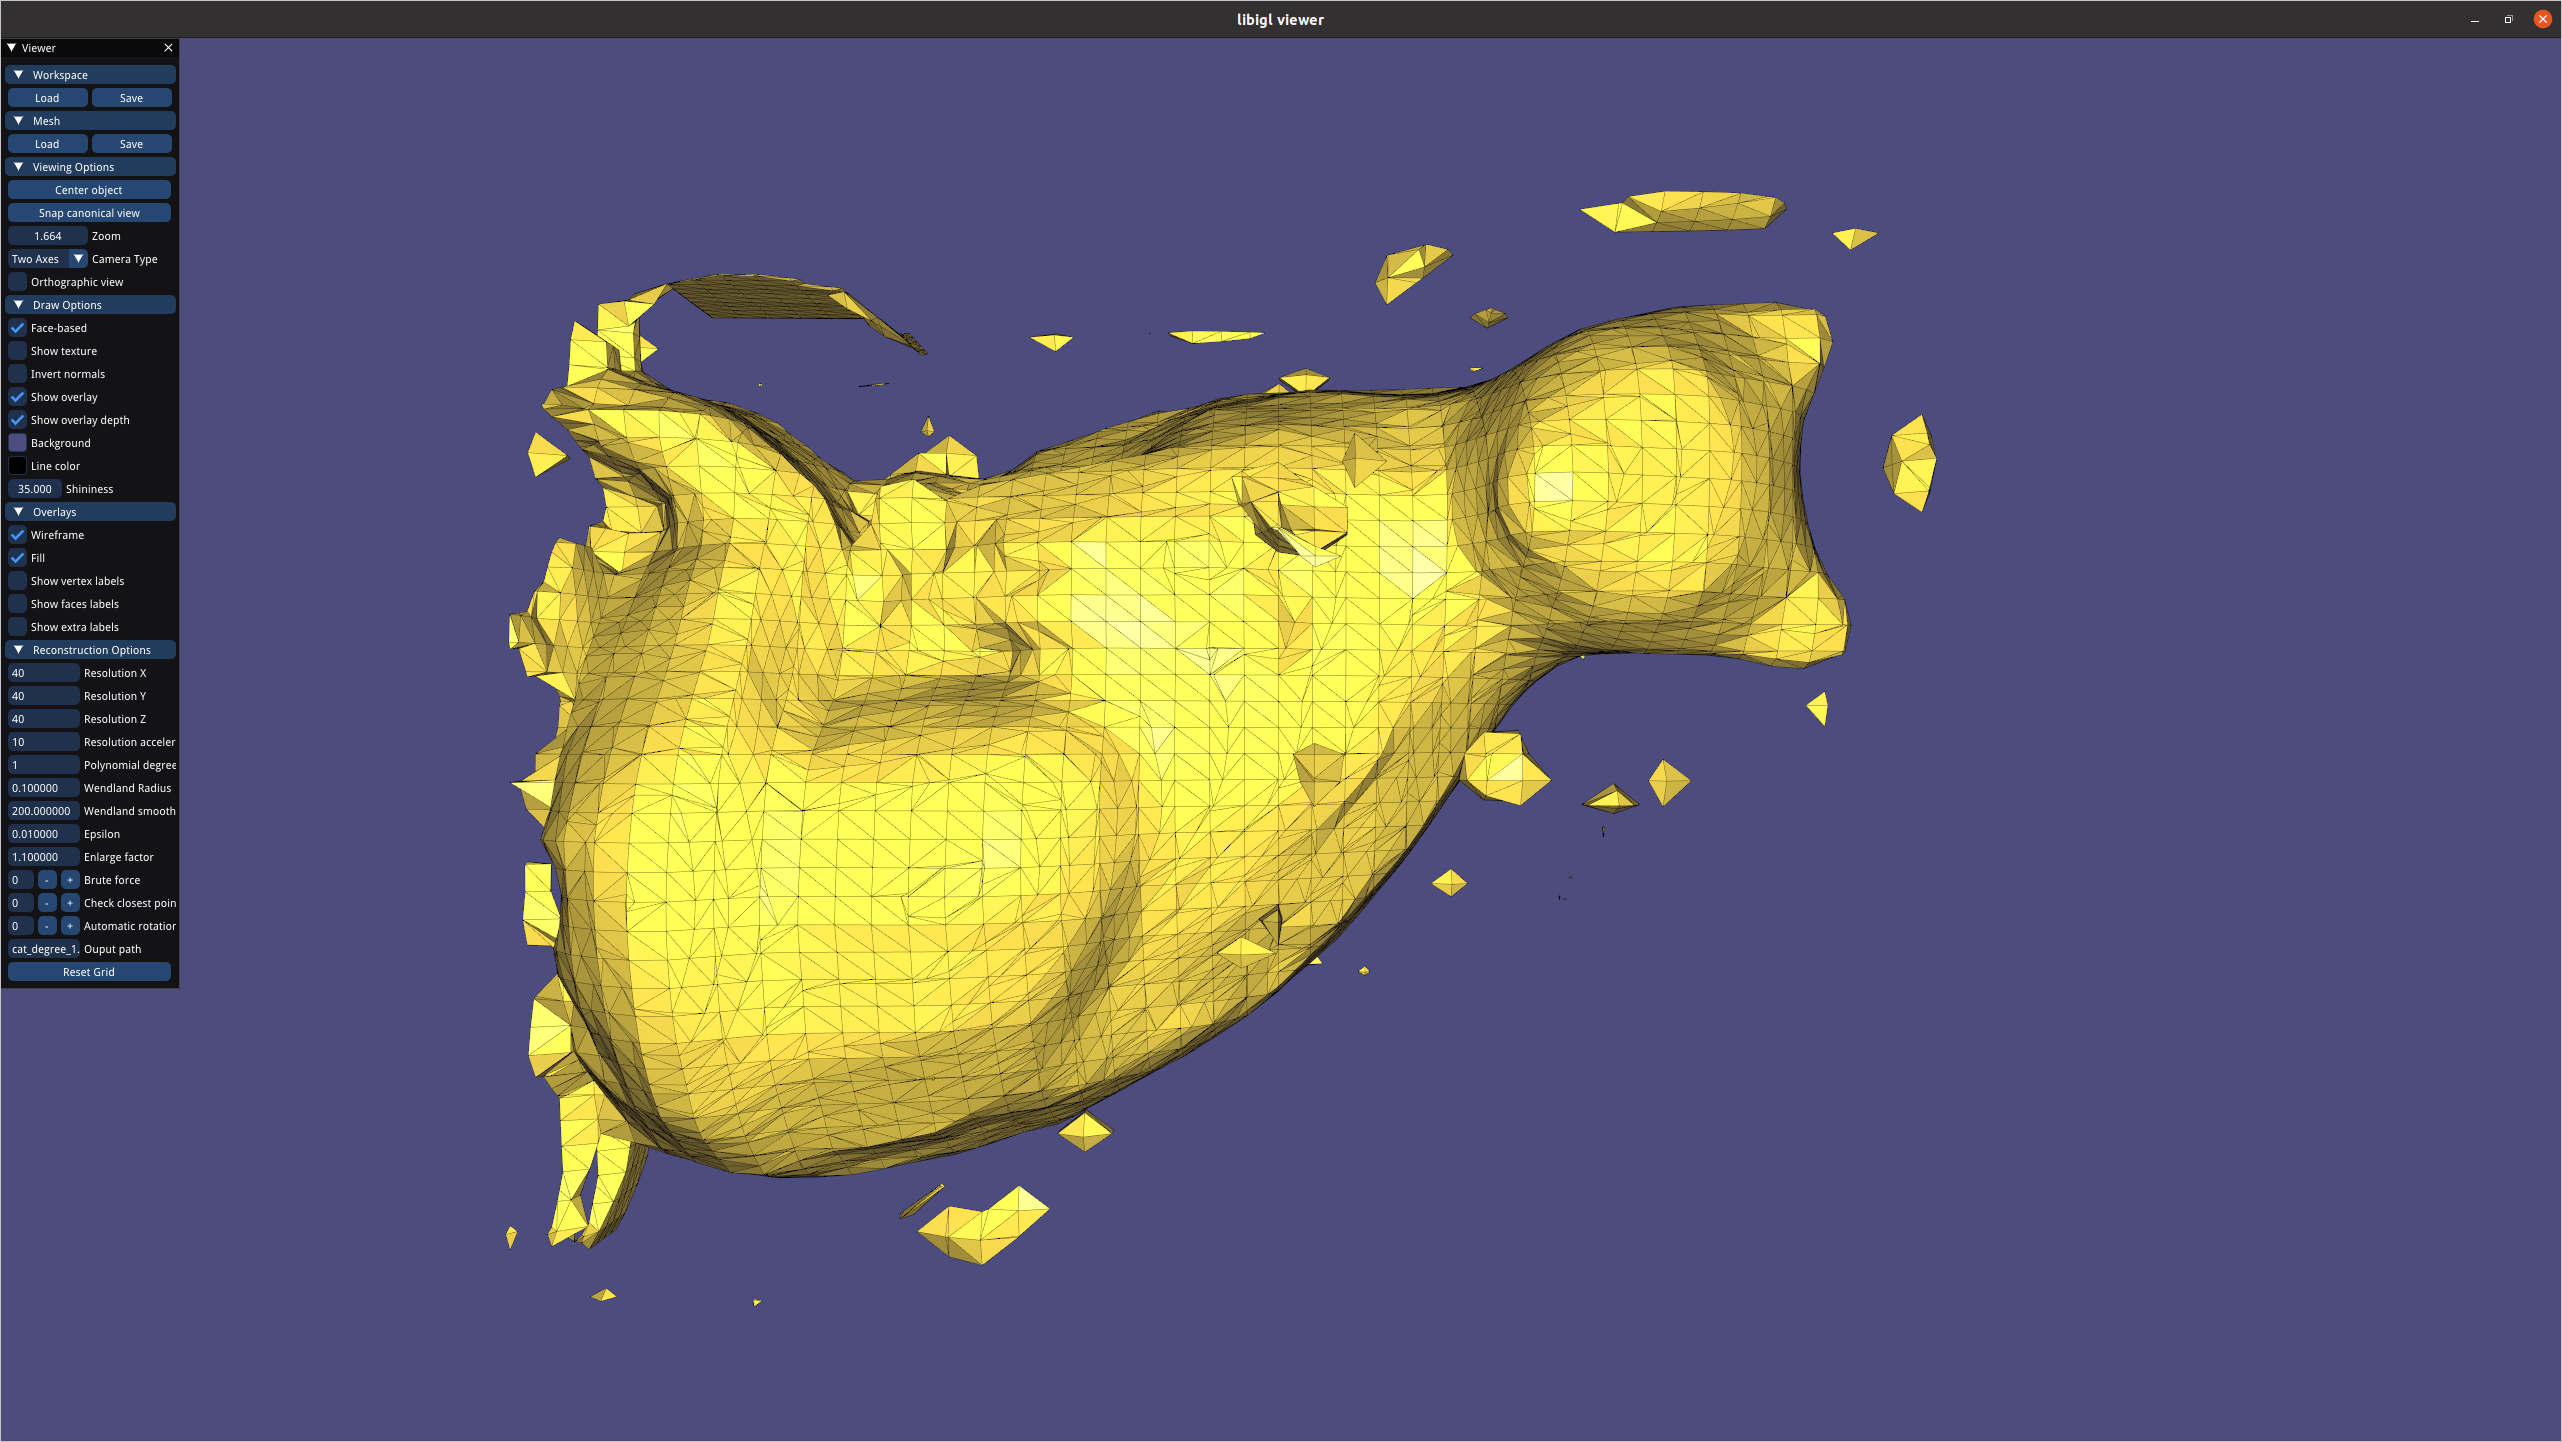 libigl viewer
Viewer
Workspace
Load Save
Mesh
Load Save
Viewing Options
Center object
Snap canonical view
1.664 Zoom
Two Axes Camera Type
Orthographic view
Draw Options
Face-based
Show texture
Invert normals
Show overlay
Show overlay depth
Background
Line color
35.000 Shininess
Overlays
Wireframe
Fill
Show vertex labels
Show faces labels
Show extra labels
Reconstruction Options
40 Resolution X
40 Resolution Y
40 Resolution Z
10 Resolution acceler
1 Polynomial degree
0.100000 Wendland Radius
200.000000 Wendland smooth
0.010000 Epsilon
1.100000 Enlarge factor
0 - + Brute force
0 - + Check closest poin
0 - + Automatic rotation
cat_degree_1. Ouput path
Reset Grid